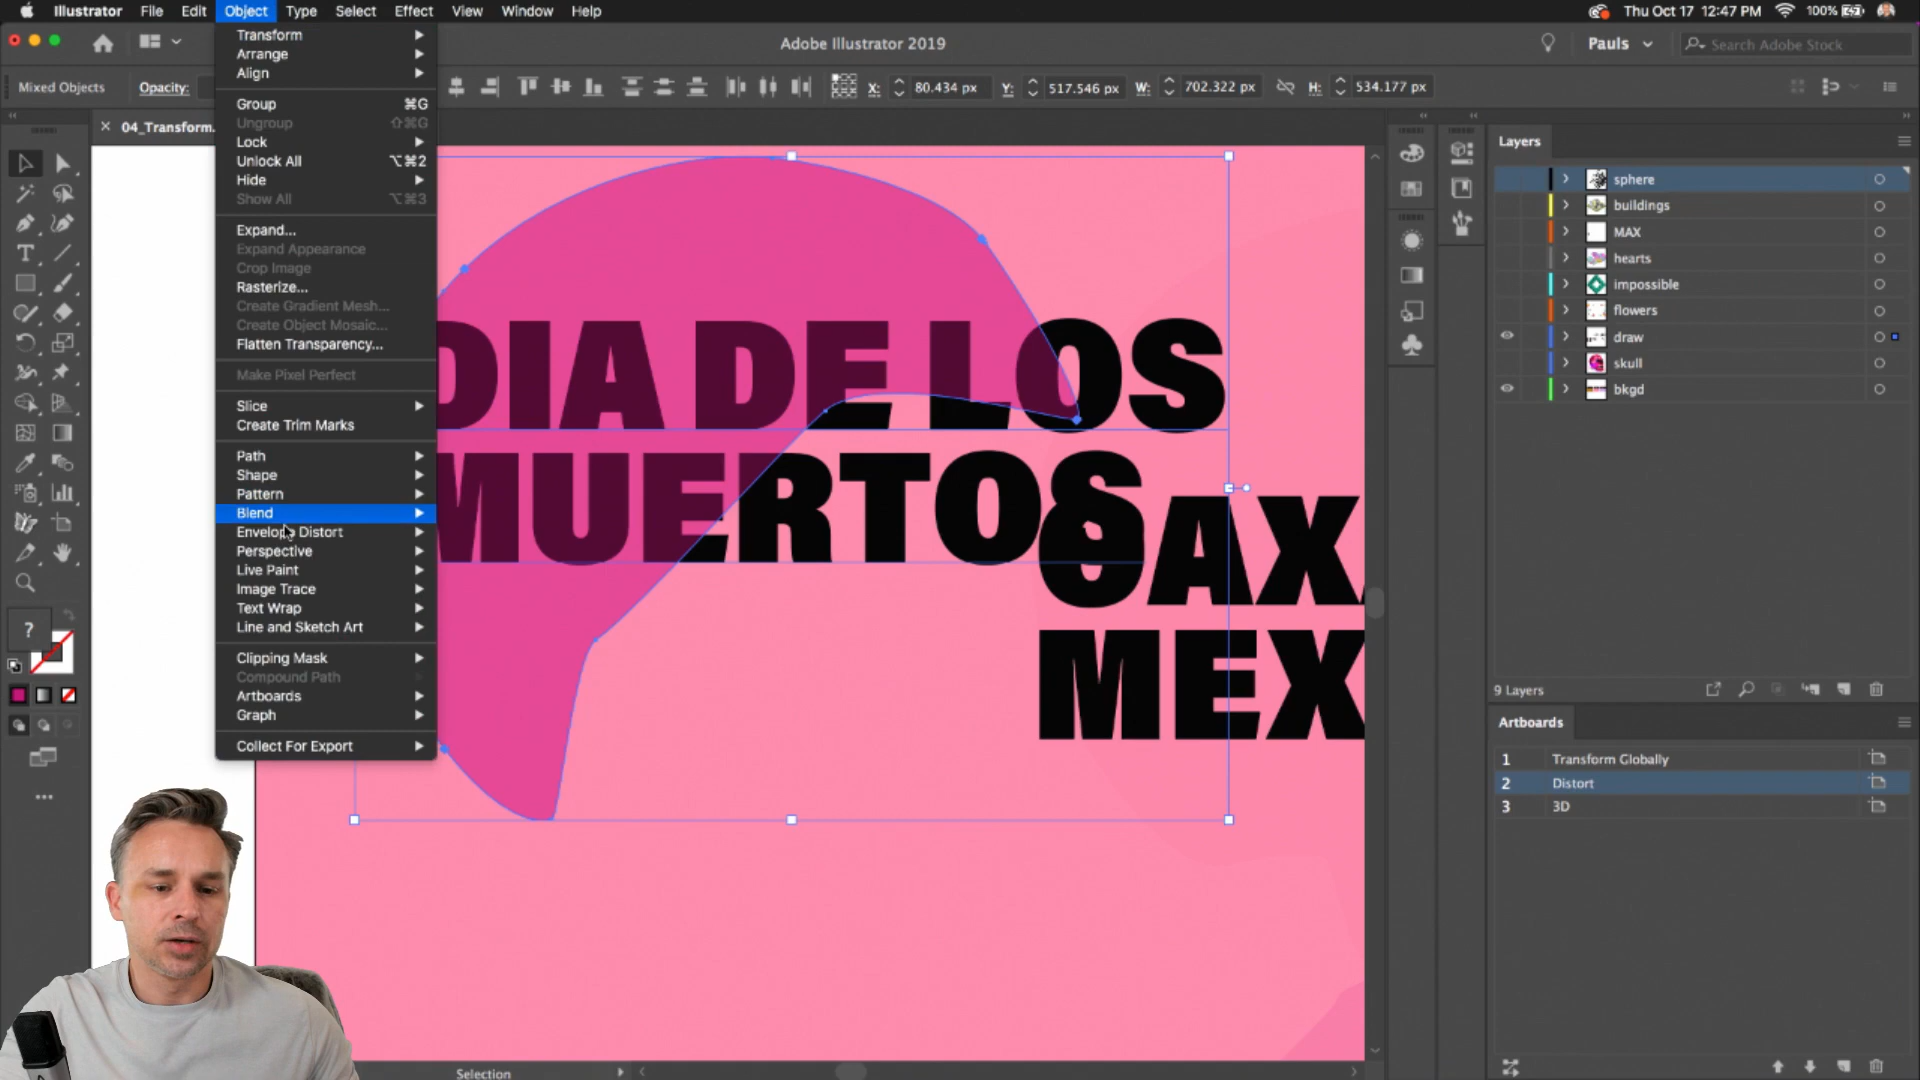 Illustrator File Edit Object Type Select Effect View Window Help
Thu Oct 17 12:47 PM 100%
Adobe Illustrator 2019
Pauls
Search Adobe Stock
Mixed Objects
Opacity:
X: 80.434 px Y: 517.546 px W: 702.322 px H: 534.177 px
04_Transform.
Transform
Arrange
Align
Group ⌘G
Ungroup ⇧⌘G
Lock
Unlock All ⌥⌘2
Hide
Show All ⌥⌘3
Expand...
Expand Appearance
Crop Image
Rasterize...
Create Gradient Mesh...
Create Object Mosaic...
Flatten Transparency...
Make Pixel Perfect
Slice
Create Trim Marks
Path
Shape
Pattern
Blend
Envelope Distort
Perspective
Live Paint
Image Trace
Text Wrap
Line and Sketch Art
Clipping Mask
Compound Path
Artboards
Graph
Collect For Export
DIA DE LOS
MUERTOS
OAXA
MEX
Layers
sphere
buildings
MAX
hearts
impossible
flowers
draw
skull
bkgd
9 Layers
Artboards
1 Transform Globally
2 Distort
3 3D
?
Selection